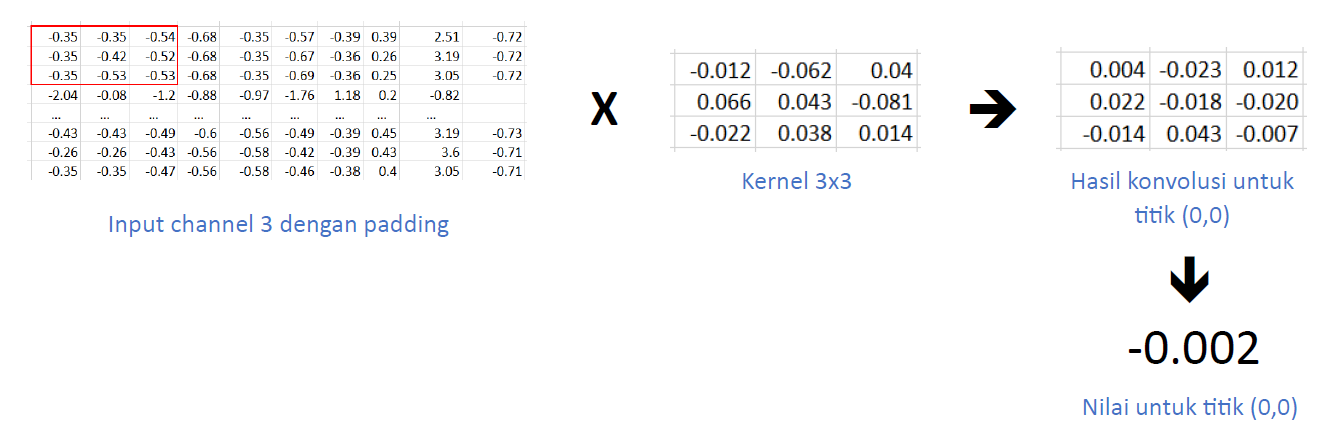 -0.35 -0.35 -0.54 -0.68 -0.35 -0.57 -0.39 0.39 2.51 -0.72
-0.35 -0.42 -0.52 -0.68 -0.35 -0.67 -0.36 0.26 3.19 -0.72
-0.35 -0.53 -0.53 -0.68 -0.35 -0.69 -0.36 0.25 3.05 -0.72
-2.04 -0.08 -1.2 -0.88 -0.97 -1.76 1.18 0.2 -0.82
... ... ... ... ... ... ... ... ...
-0.43 -0.43 -0.49 -0.6 -0.56 -0.49 -0.39 0.45 3.19 -0.73
-0.26 -0.26 -0.43 -0.56 -0.58 -0.42 -0.39 0.43 3.6 -0.71
-0.35 -0.35 -0.47 -0.56 -0.58 -0.46 -0.38 0.4 3.05 -0.71
Input channel 3 dengan padding
X
-0.012 -0.062 0.04
0.066 0.043 -0.081
-0.022 0.038 0.014
Kernel 3x3
0.004 -0.023 0.012
0.022 -0.018 -0.020
-0.014 0.043 -0.007
Hasil konvolusi untuk
titik (0,0)
-0.002
Nilai untuk titik (0,0)